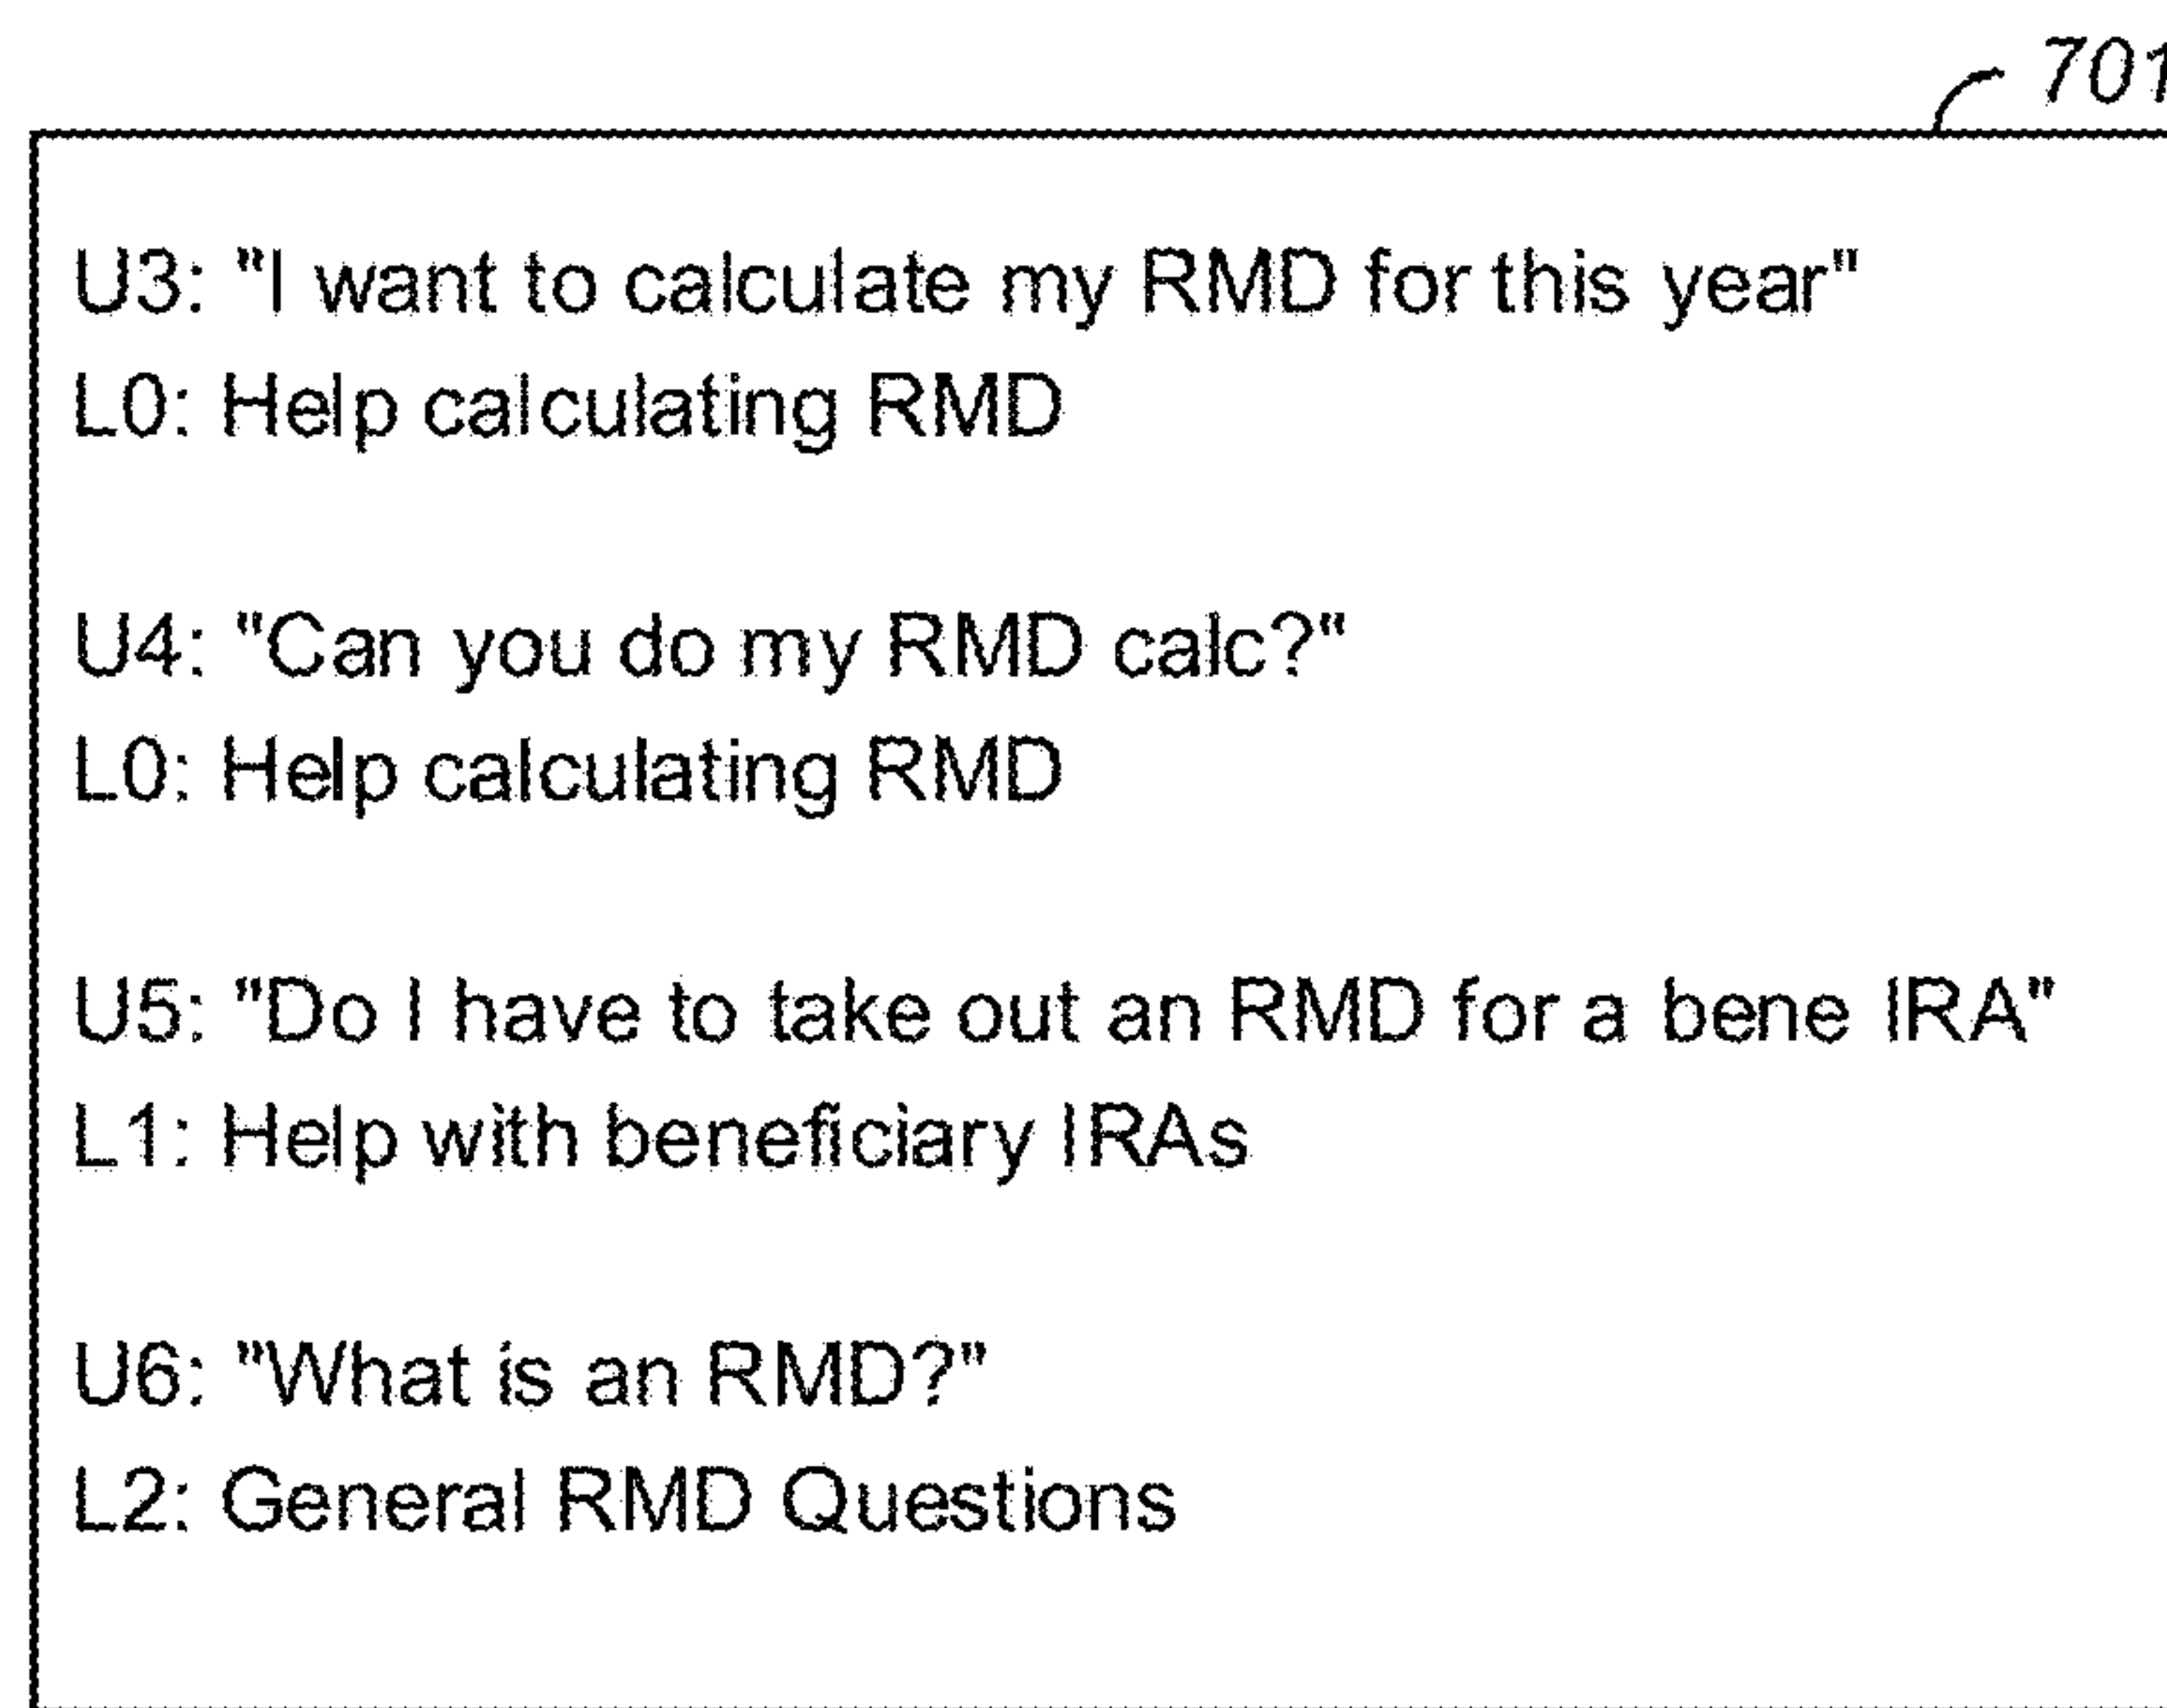 701
U3: "I want to calculate my RMD for this year"
L0: Help calculating RMD
U4: "Can you do my RMD calc?"
L0: Help calculating RMD
U5: "Do I have to take out an RMD for a bene IRA"
L1: Help with beneficiary IRAs
U6: "What is an RMD?"
L2: General RMD Questions